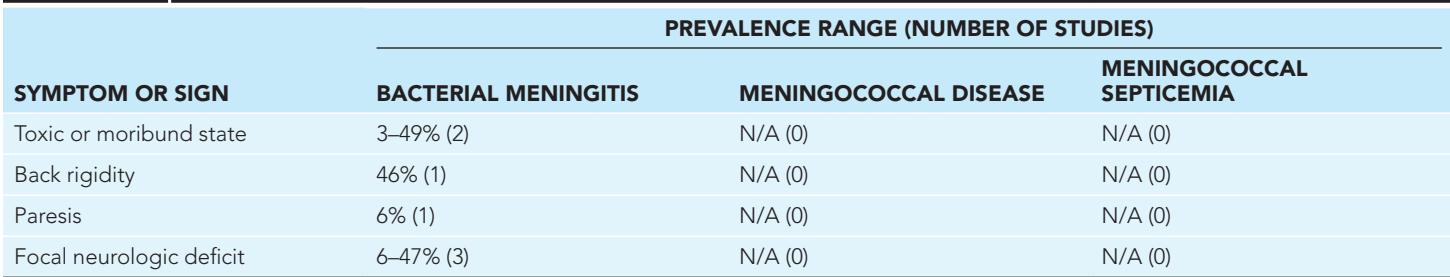 PREVALENCE RANGE (NUMBER OF STUDIES)
SYMPTOM OR SIGN BACTERIAL MENINGITIS MENINGOCOCCAL DISEASE MENINGOCOCCAL SEPTICEMIA
Toxic or moribund state 3–49% (2) N/A (0) N/A (0)
Back rigidity 46% (1) N/A (0) N/A (0)
Paresis 6% (1) N/A (0) N/A (0)
Focal neurologic deficit 6–47% (3) N/A (0) N/A (0)